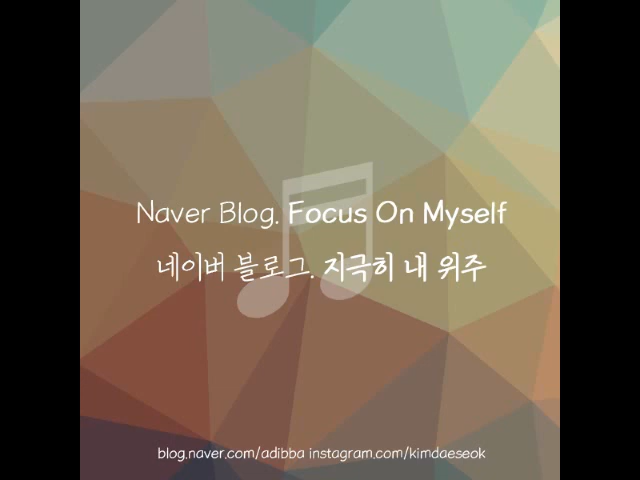 Naver Blog. Focus On Myself
네이버 블로그. 지극히 내 위주
blog.naver.com/adibba instagram.com/kimdaeseok